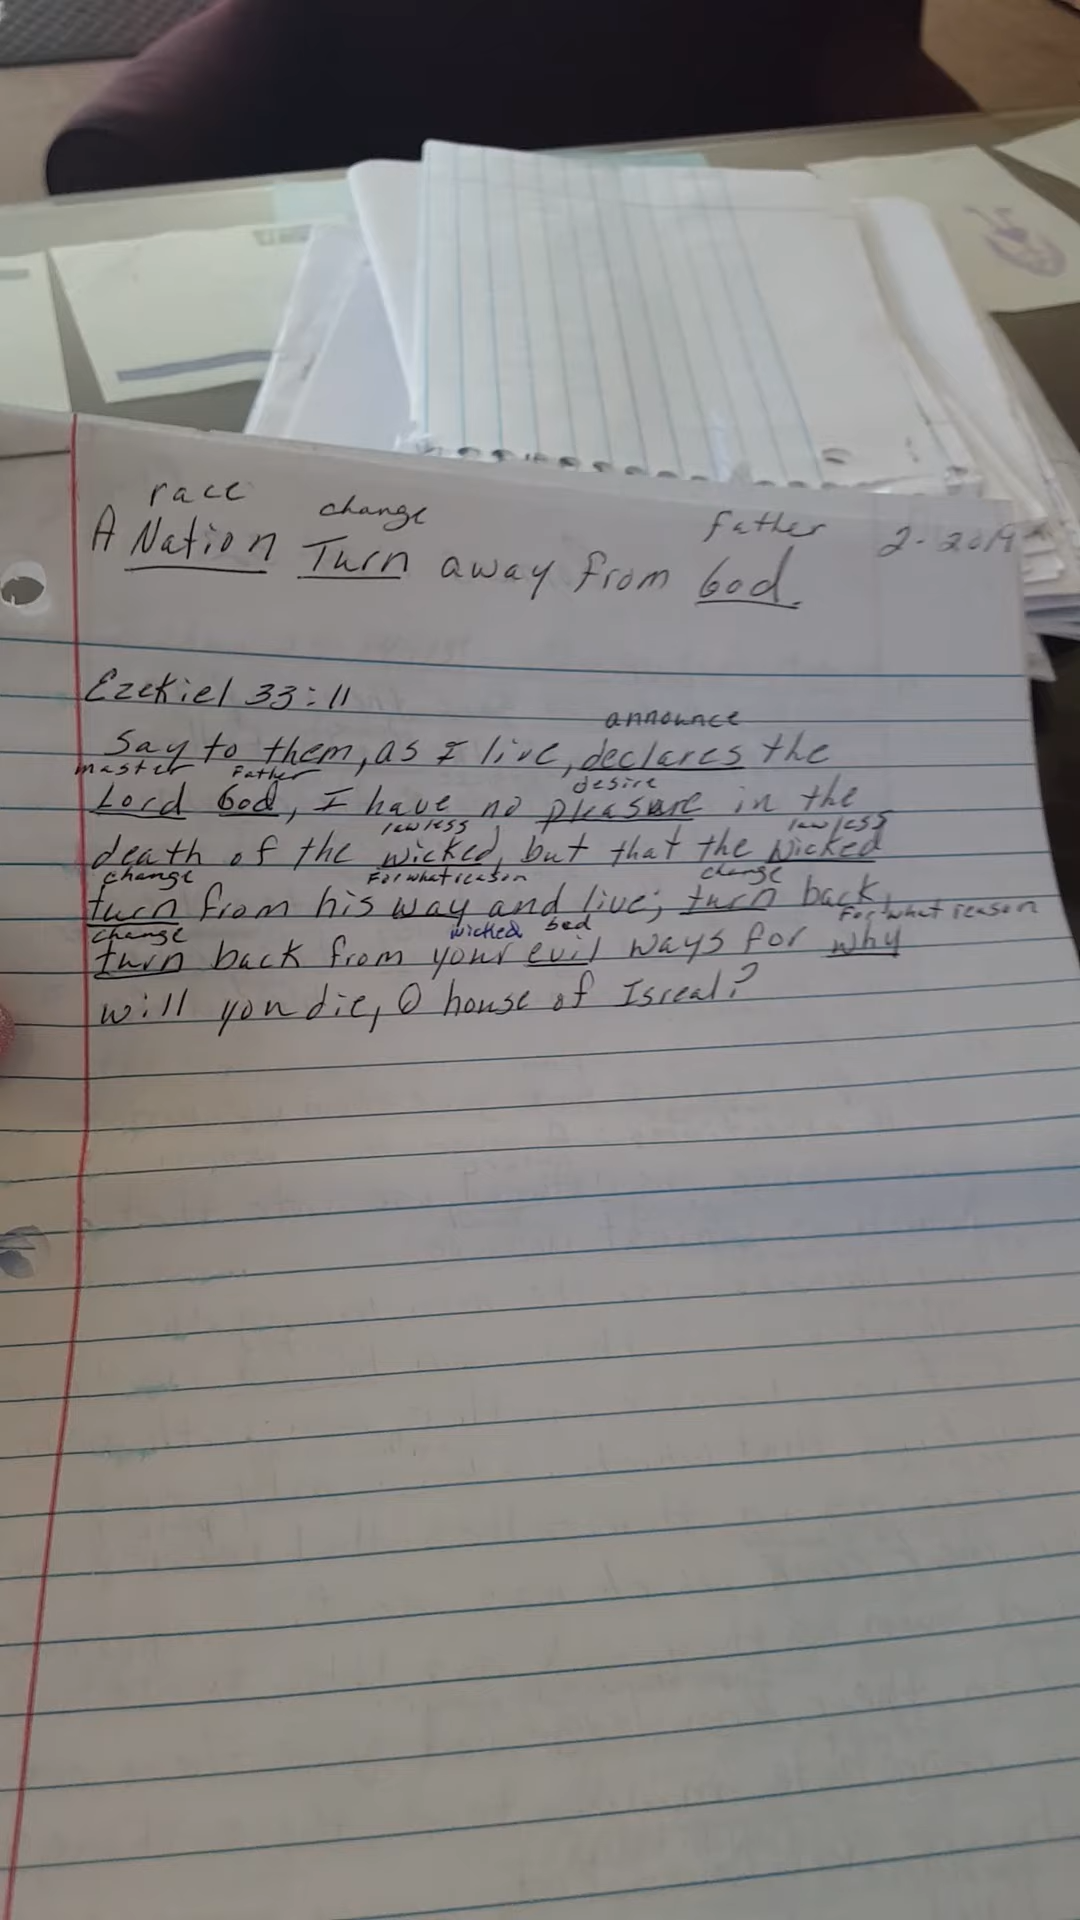 race change father
A Nation Turn away from God. 2-2019
Ezekiel 33:11
announce
Say to them, as I live, declares the
master Father desire
Lord God, I have no pleasure in the
lawless lawless
death of the wicked, but that the wicked
change For what reason change
turn from his way and live; turn back,
change wicked bad For what reason
turn back from your evil ways for why
will you die, O house of Isreal?